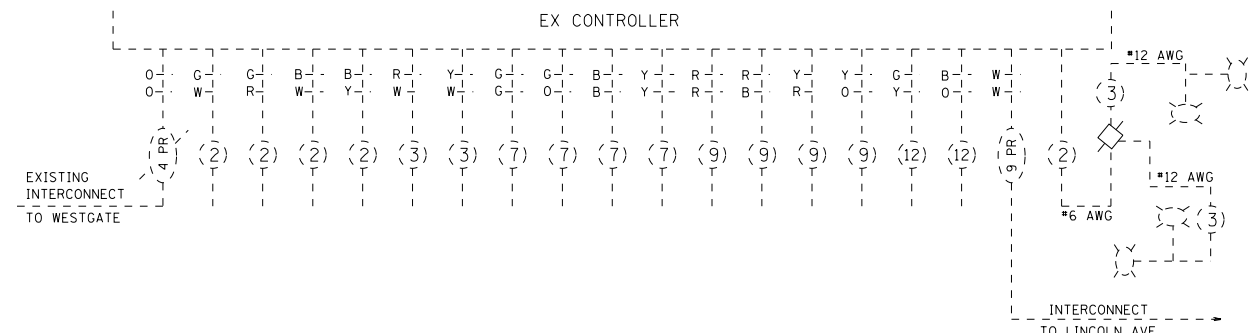 EX CONTROLLER
#12 AWG
O G G B B R Y G G B Y R R Y Y G B W
O W R W Y W W G O B Y R B R O Y O W
(3)
4 PR (2) (2) (2) (2) (3) (3) (7) (7) (7) (7) (9) (9) (9) (9) (12) (12) 9 PR (2)
EXISTING
INTERCONNECT
TO WESTGATE
#12 AWG
#6 AWG
(3)
INTERCONNECT
TO LINCOLN AVE